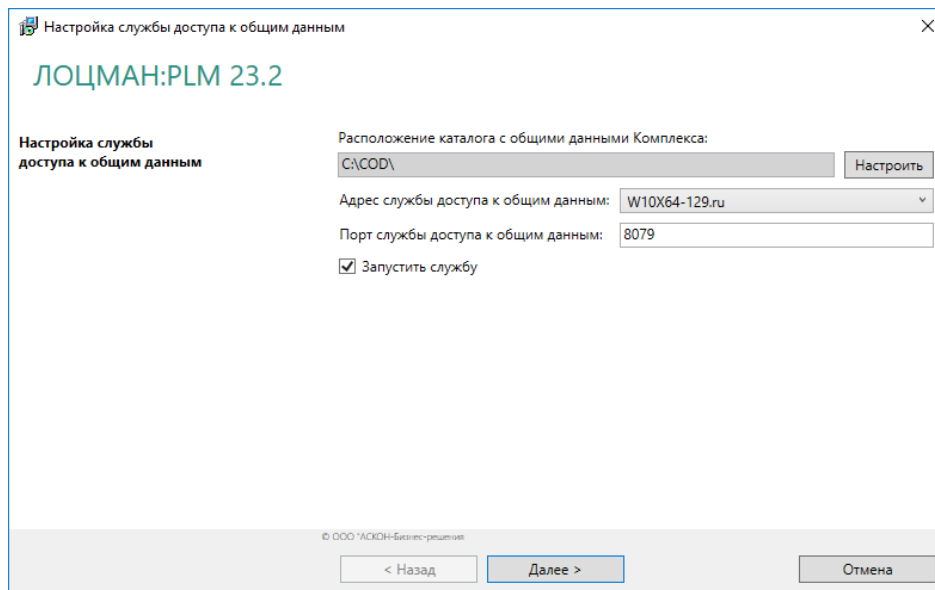 Настройка службы доступа к общим данным
ЛОЦМАН:PLM 23.2
Настройка службы
доступа к общим данным
Расположение каталога с общими данными Комплекса:
C:\COD\
Настроить
Адрес службы доступа к общим данным:
W10X64-129.ru
Порт службы доступа к общим данным:
8079
Запустить службу
© ООО "АСКОН-Бизнес-решения
< Назад
Далее >
Отмена